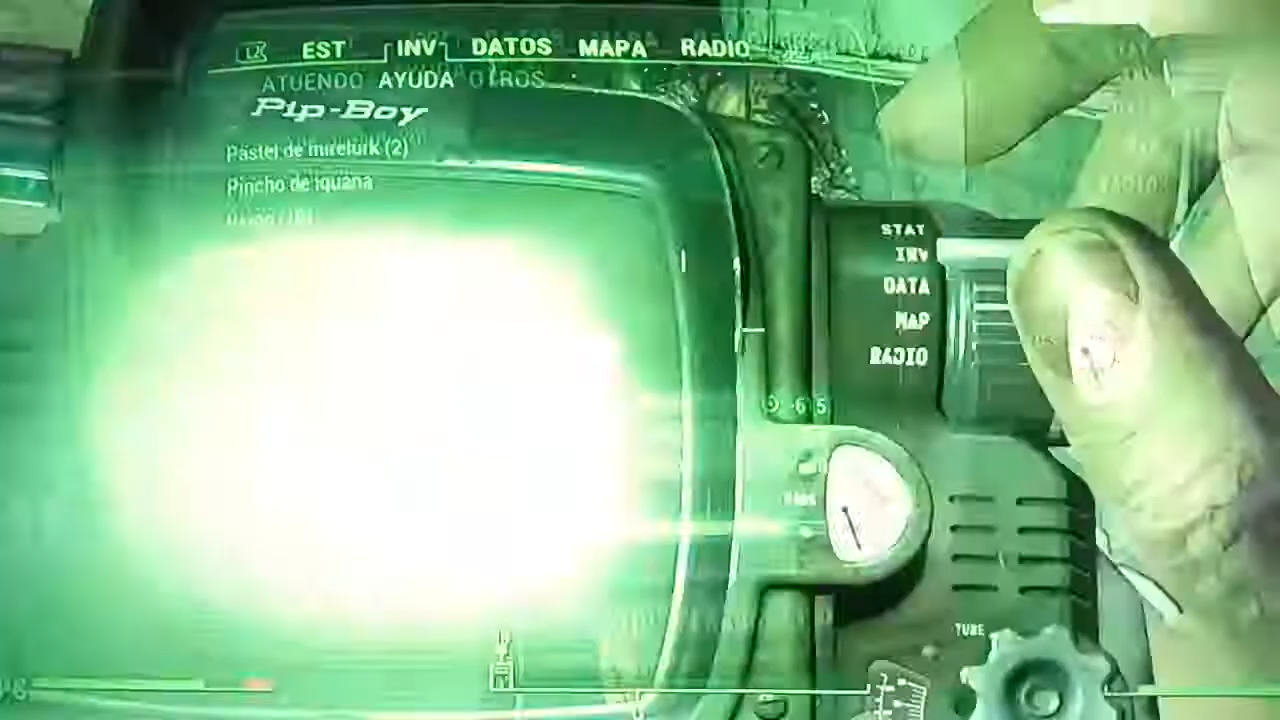 EST INV DATOS MAPA RADIO
ATUENDO AYUDA OTROS
Pip-Boy
Pastel de mirelurk (2)
Pincho de iguana
STAT
INV
DATA
MAP
RADIO
RADS
TUNE